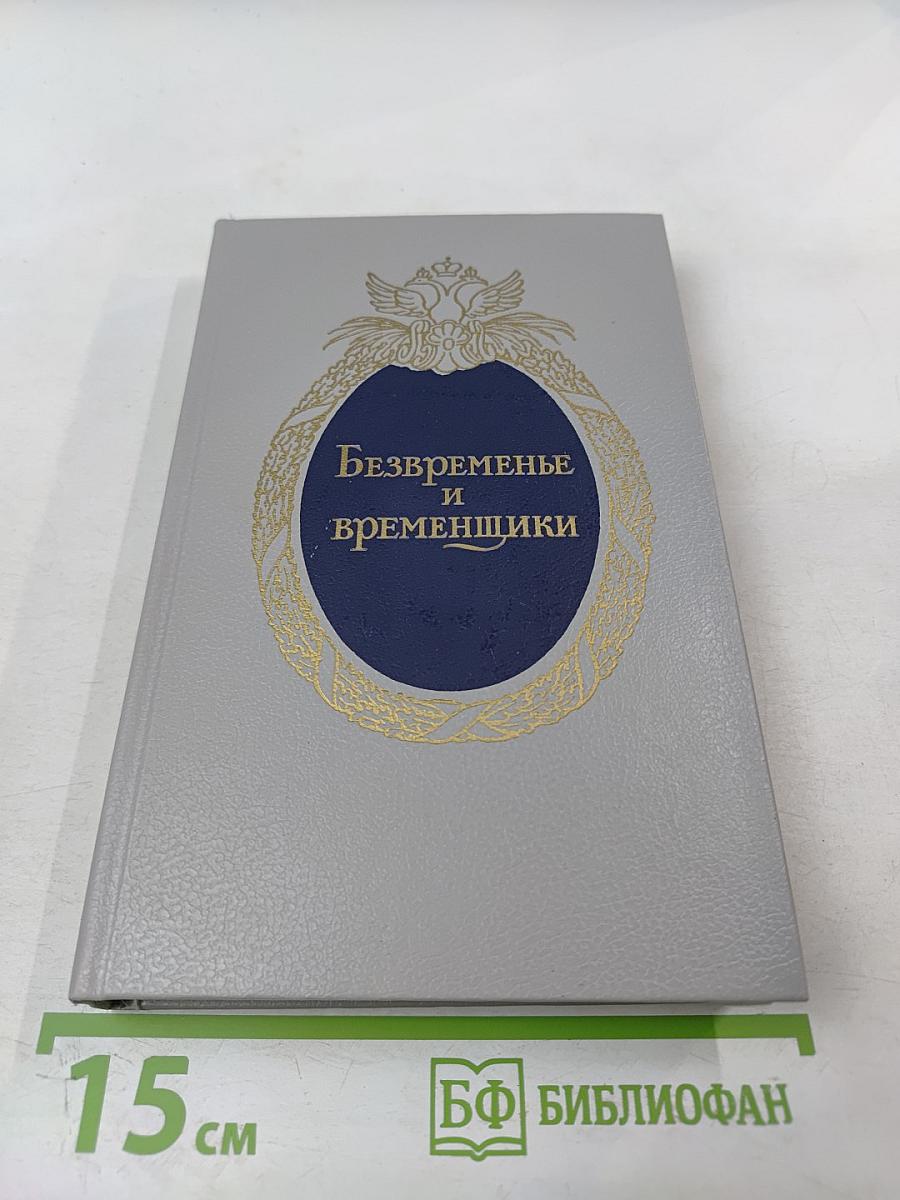 Безвременье
и
временщики
15 см
БФ БИБЛИОФАН